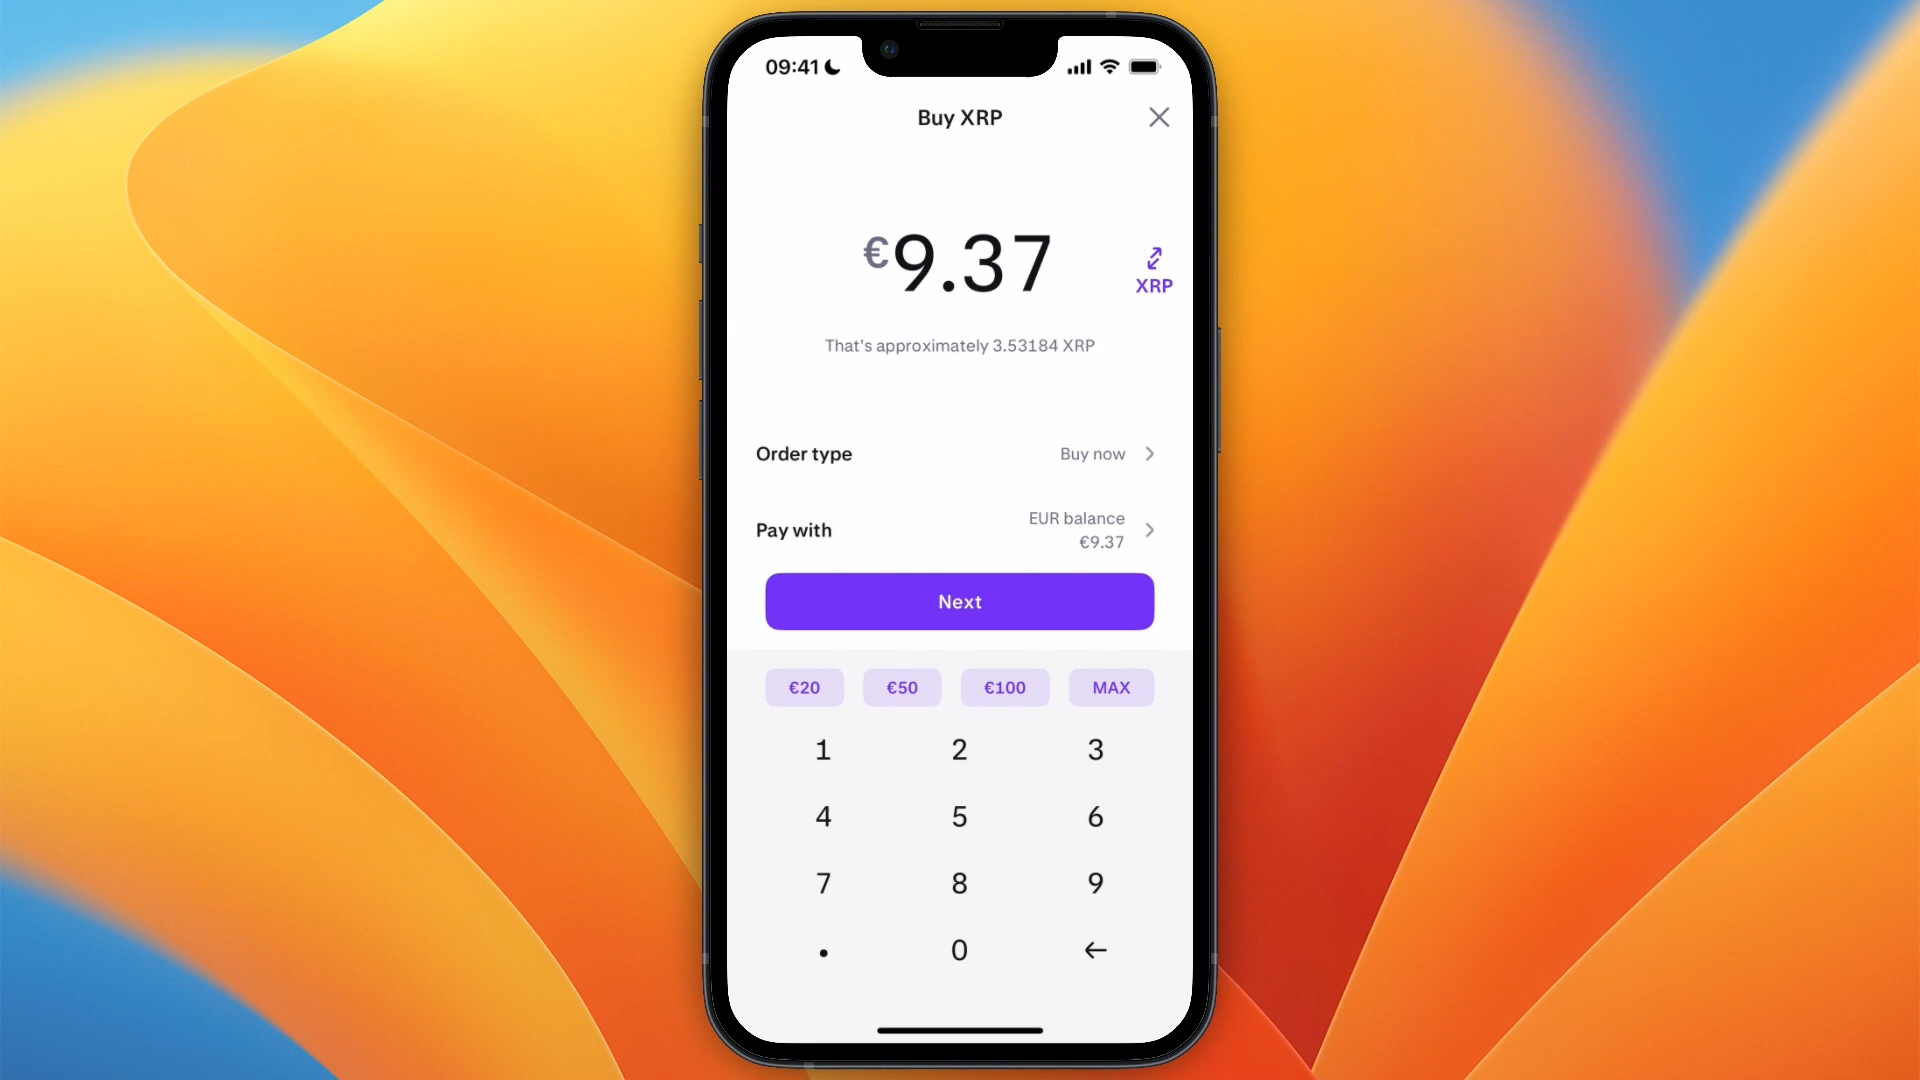 09:41
Buy XRP
€9.37
XRP
That's approximately 3.53184 XRP
Order type Buy now
Pay with EUR balance
€9.37
Next
€20 €50 €100 MAX
1 2 3
4 5 6
7 8 9
. 0